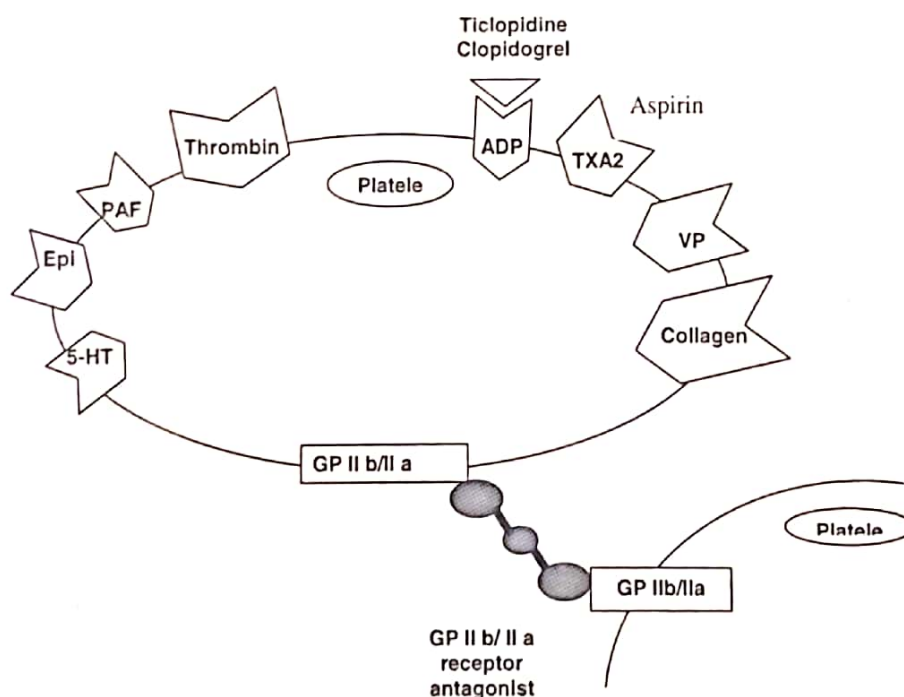 Ticlopidine
Clopidogrel
Aspirin
Thrombin
ADP
TXA2
Platele
PAF
VP
Epi
Collagen
5-HT
GP II b/II a
Platele
GP IIb/IIa
GP II b/ II a
receptor
antagonist